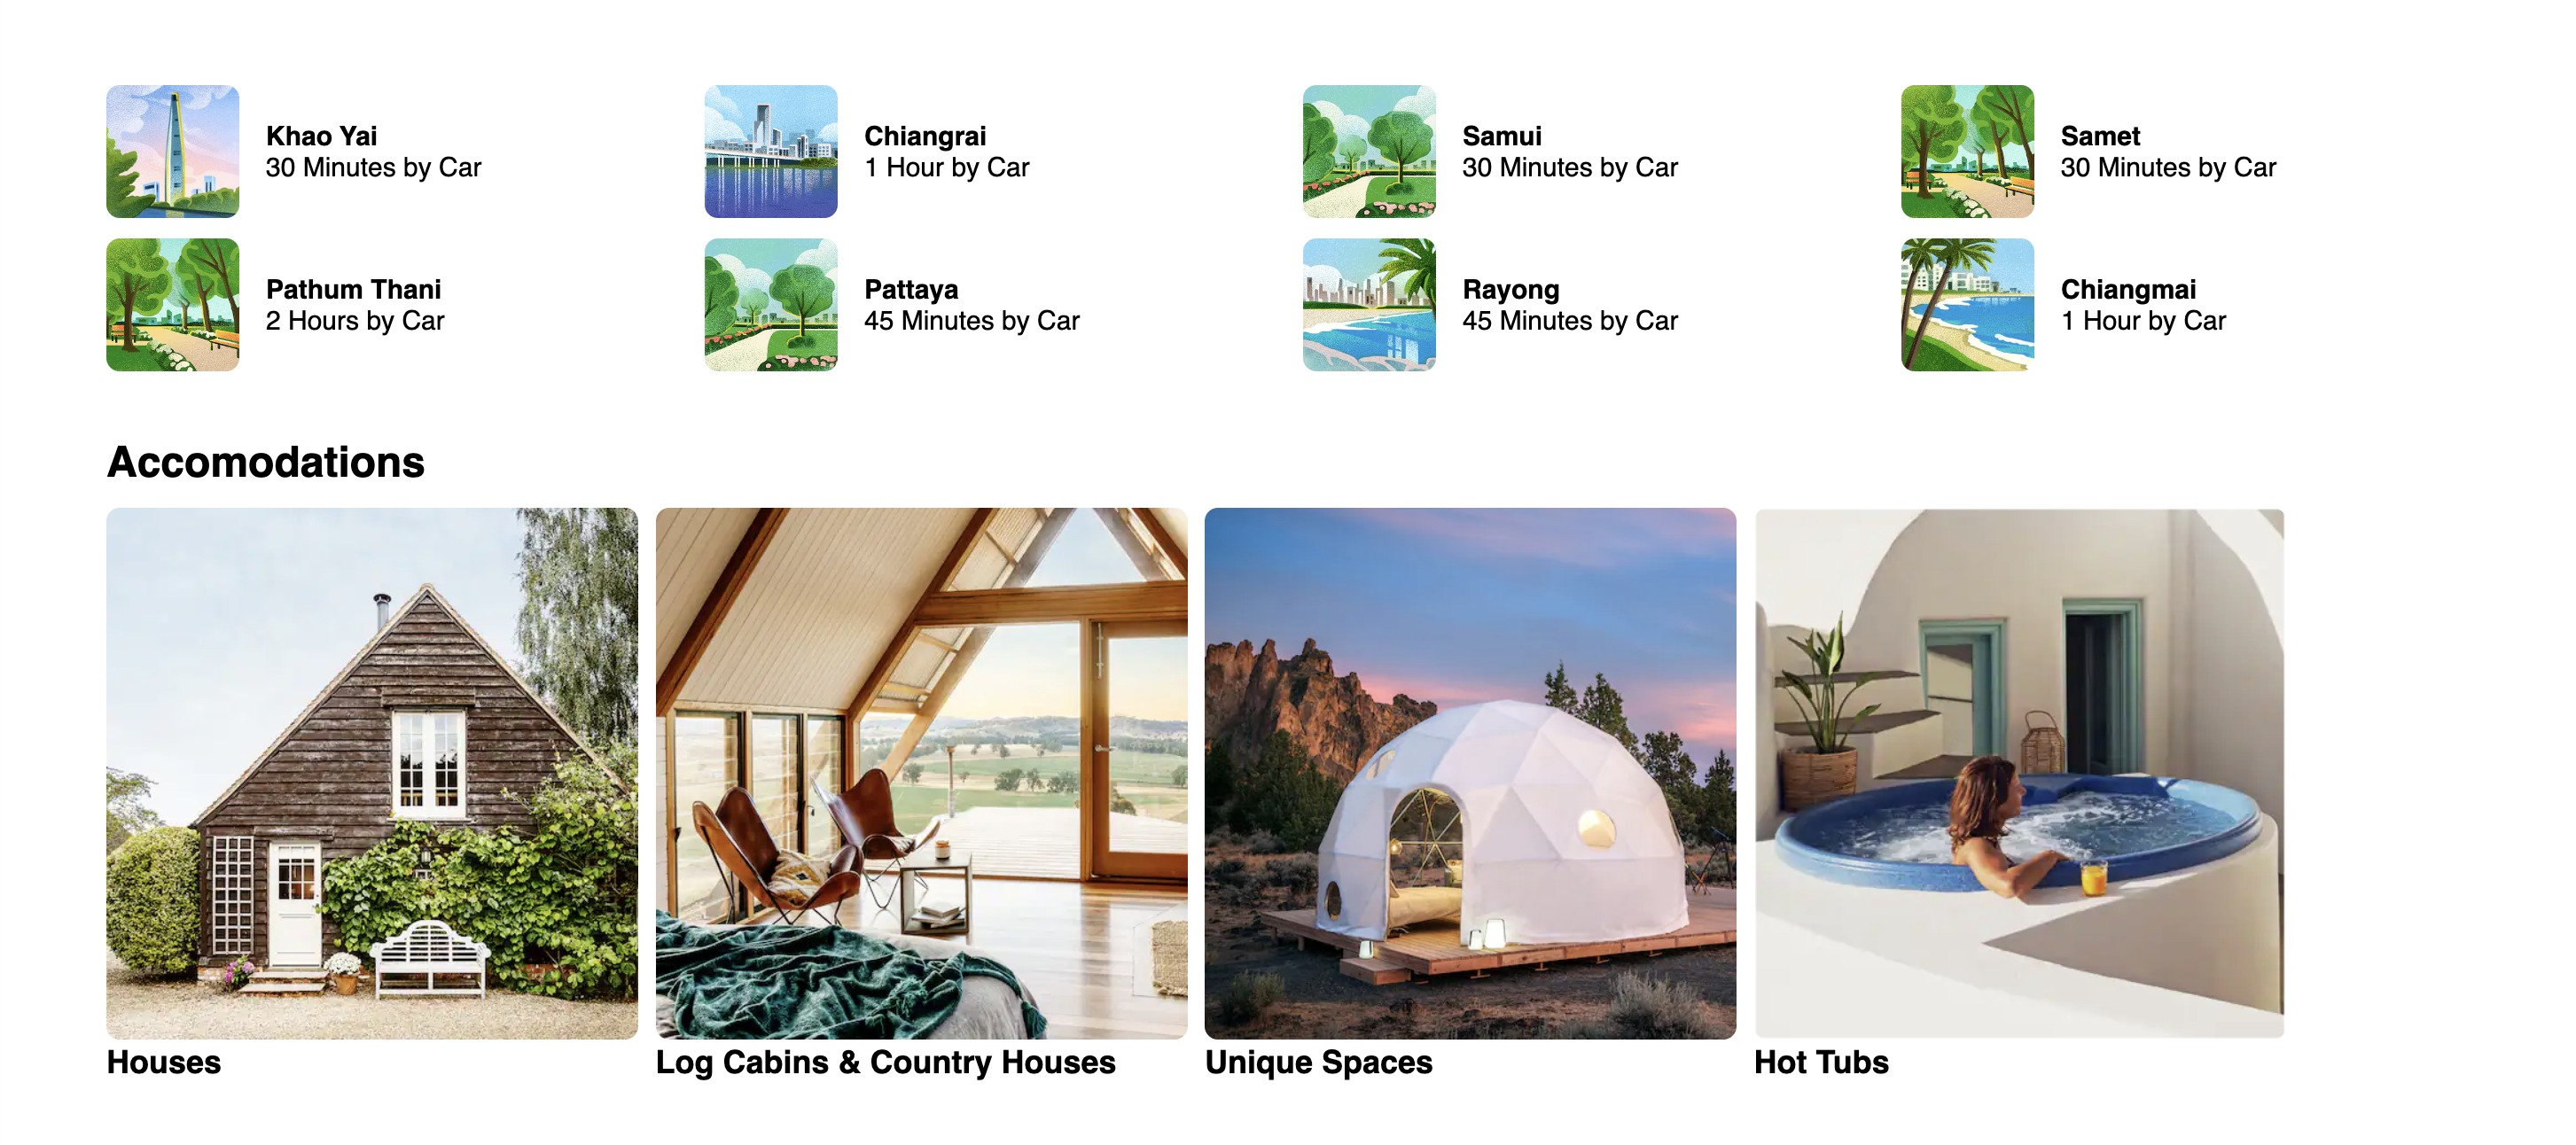 Khao Yai
30 Minutes by Car
Chiangrai
1 Hour by Car
Samui
30 Minutes by Car
Samet
30 Minutes by Car
Pathum Thani
2 Hours by Car
Pattaya
45 Minutes by Car
Rayong
45 Minutes by Car
Chiangmai
1 Hour by Car
Accomodations
Houses
Log Cabins & Country Houses
Unique Spaces
Hot Tubs